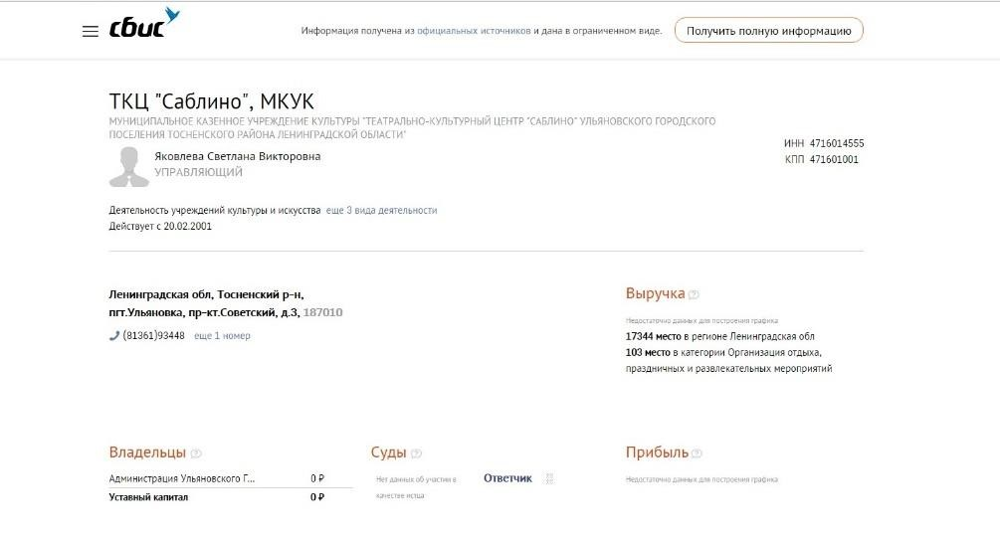 сбис
Информация получена из официальных источников и дана в ограниченном виде.
Получить полную информацию
ТКЦ "Саблино", МКУК
МУНИЦИПАЛЬНОЕ КАЗЕННОЕ УЧРЕЖДЕНИЕ КУЛЬТУРЫ "ТЕАТРАЛЬНО-КУЛЬТУРНЫЙ ЦЕНТР "САБЛИНО" УЛЬЯНОВСКОГО ГОРОДСКОГО
ПОСЕЛЕНИЯ ТОСНЕНСКОГО РАЙОНА ЛЕНИНГРАДСКОЙ ОБЛАСТИ"
ИНН 4716014555
КПП 471601001
Яковлева Светлана Викторовна
УПРАВЛЯЮЩИЙ
Деятельность учреждений культуры и искусства еще 3 вида деятельности
Действует с 20.02.2001
Ленинградская обл, Тосненский р-н,
пгт.Ульяновка, пр-кт.Советский, д.3, 187010
(81361)93448 еще 1 номер
Выручка ?
Недостаточно данных для построения графика
17344 место в регионе Ленинградская обл
103 место в категории Организация отдыха,
праздничных и развлекательных мероприятий
Владельцы ?
Администрация Ульяновского Г... 0 ₽
Уставный капитал 0 ₽
Суды ?
Нет данных об участии в
качестве истца
Ответчик
Прибыль ?
Недостаточно данных для построения графика